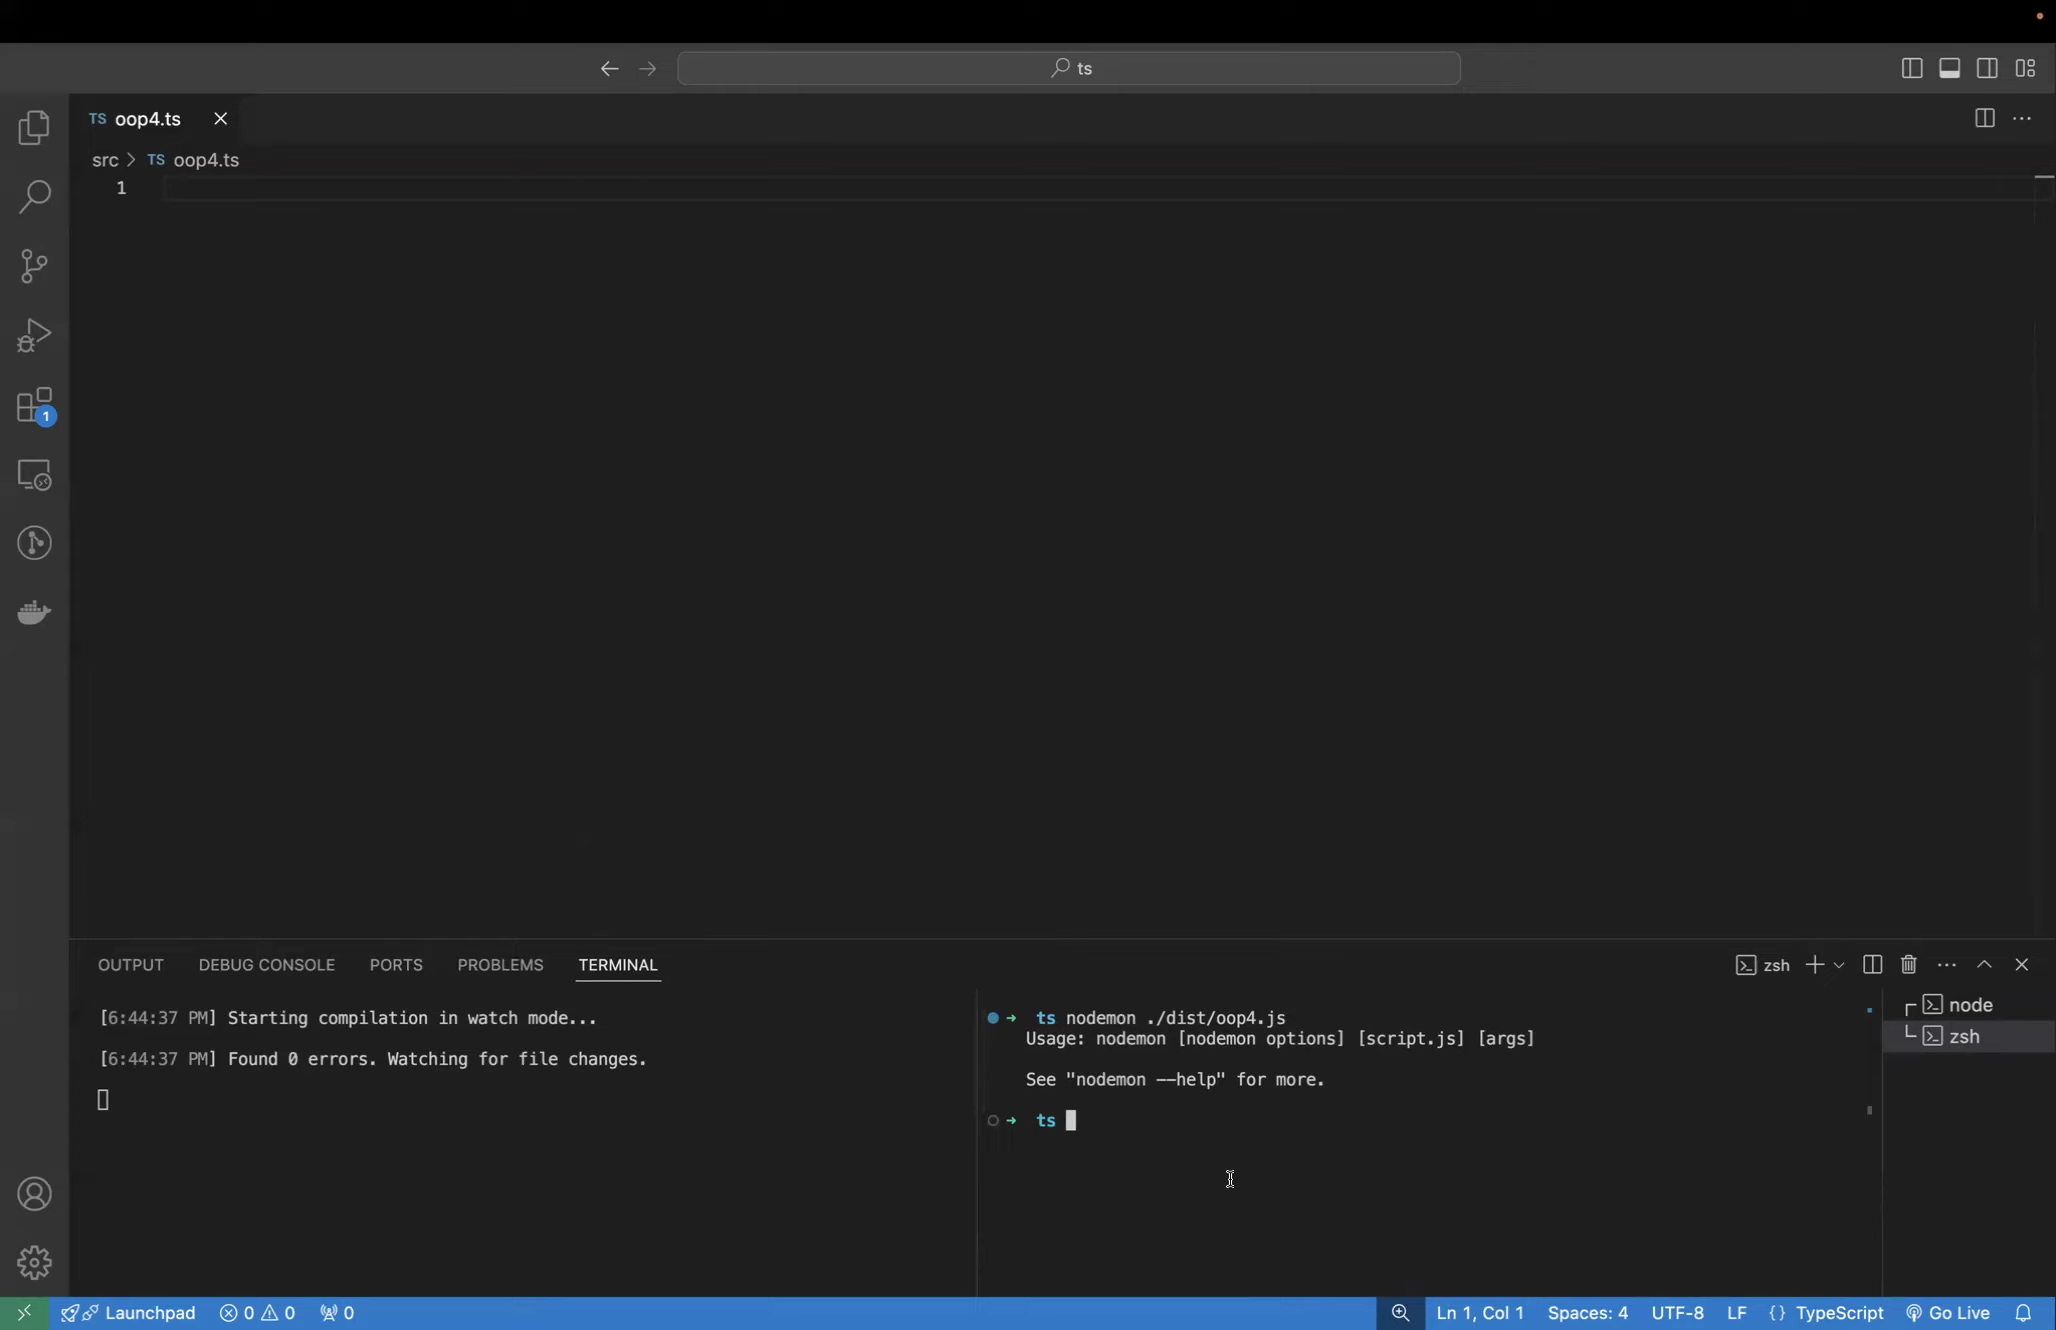 ts
TS oop4.ts
src > TS oop4.ts
1
1
OUTPUT DEBUG CONSOLE PORTS PROBLEMS TERMINAL
zsh
[6:44:37 PM] Starting compilation in watch mode...
[6:44:37 PM] Found 0 errors. Watching for file changes.
→ ts nodemon ./dist/oop4.js
Usage: nodemon [nodemon options] [script.js] [args]
See "nodemon --help" for more.
→ ts
node
zsh
Launchpad 0 0 0
Ln 1, Col 1 Spaces: 4 UTF-8 LF {} TypeScript Go Live